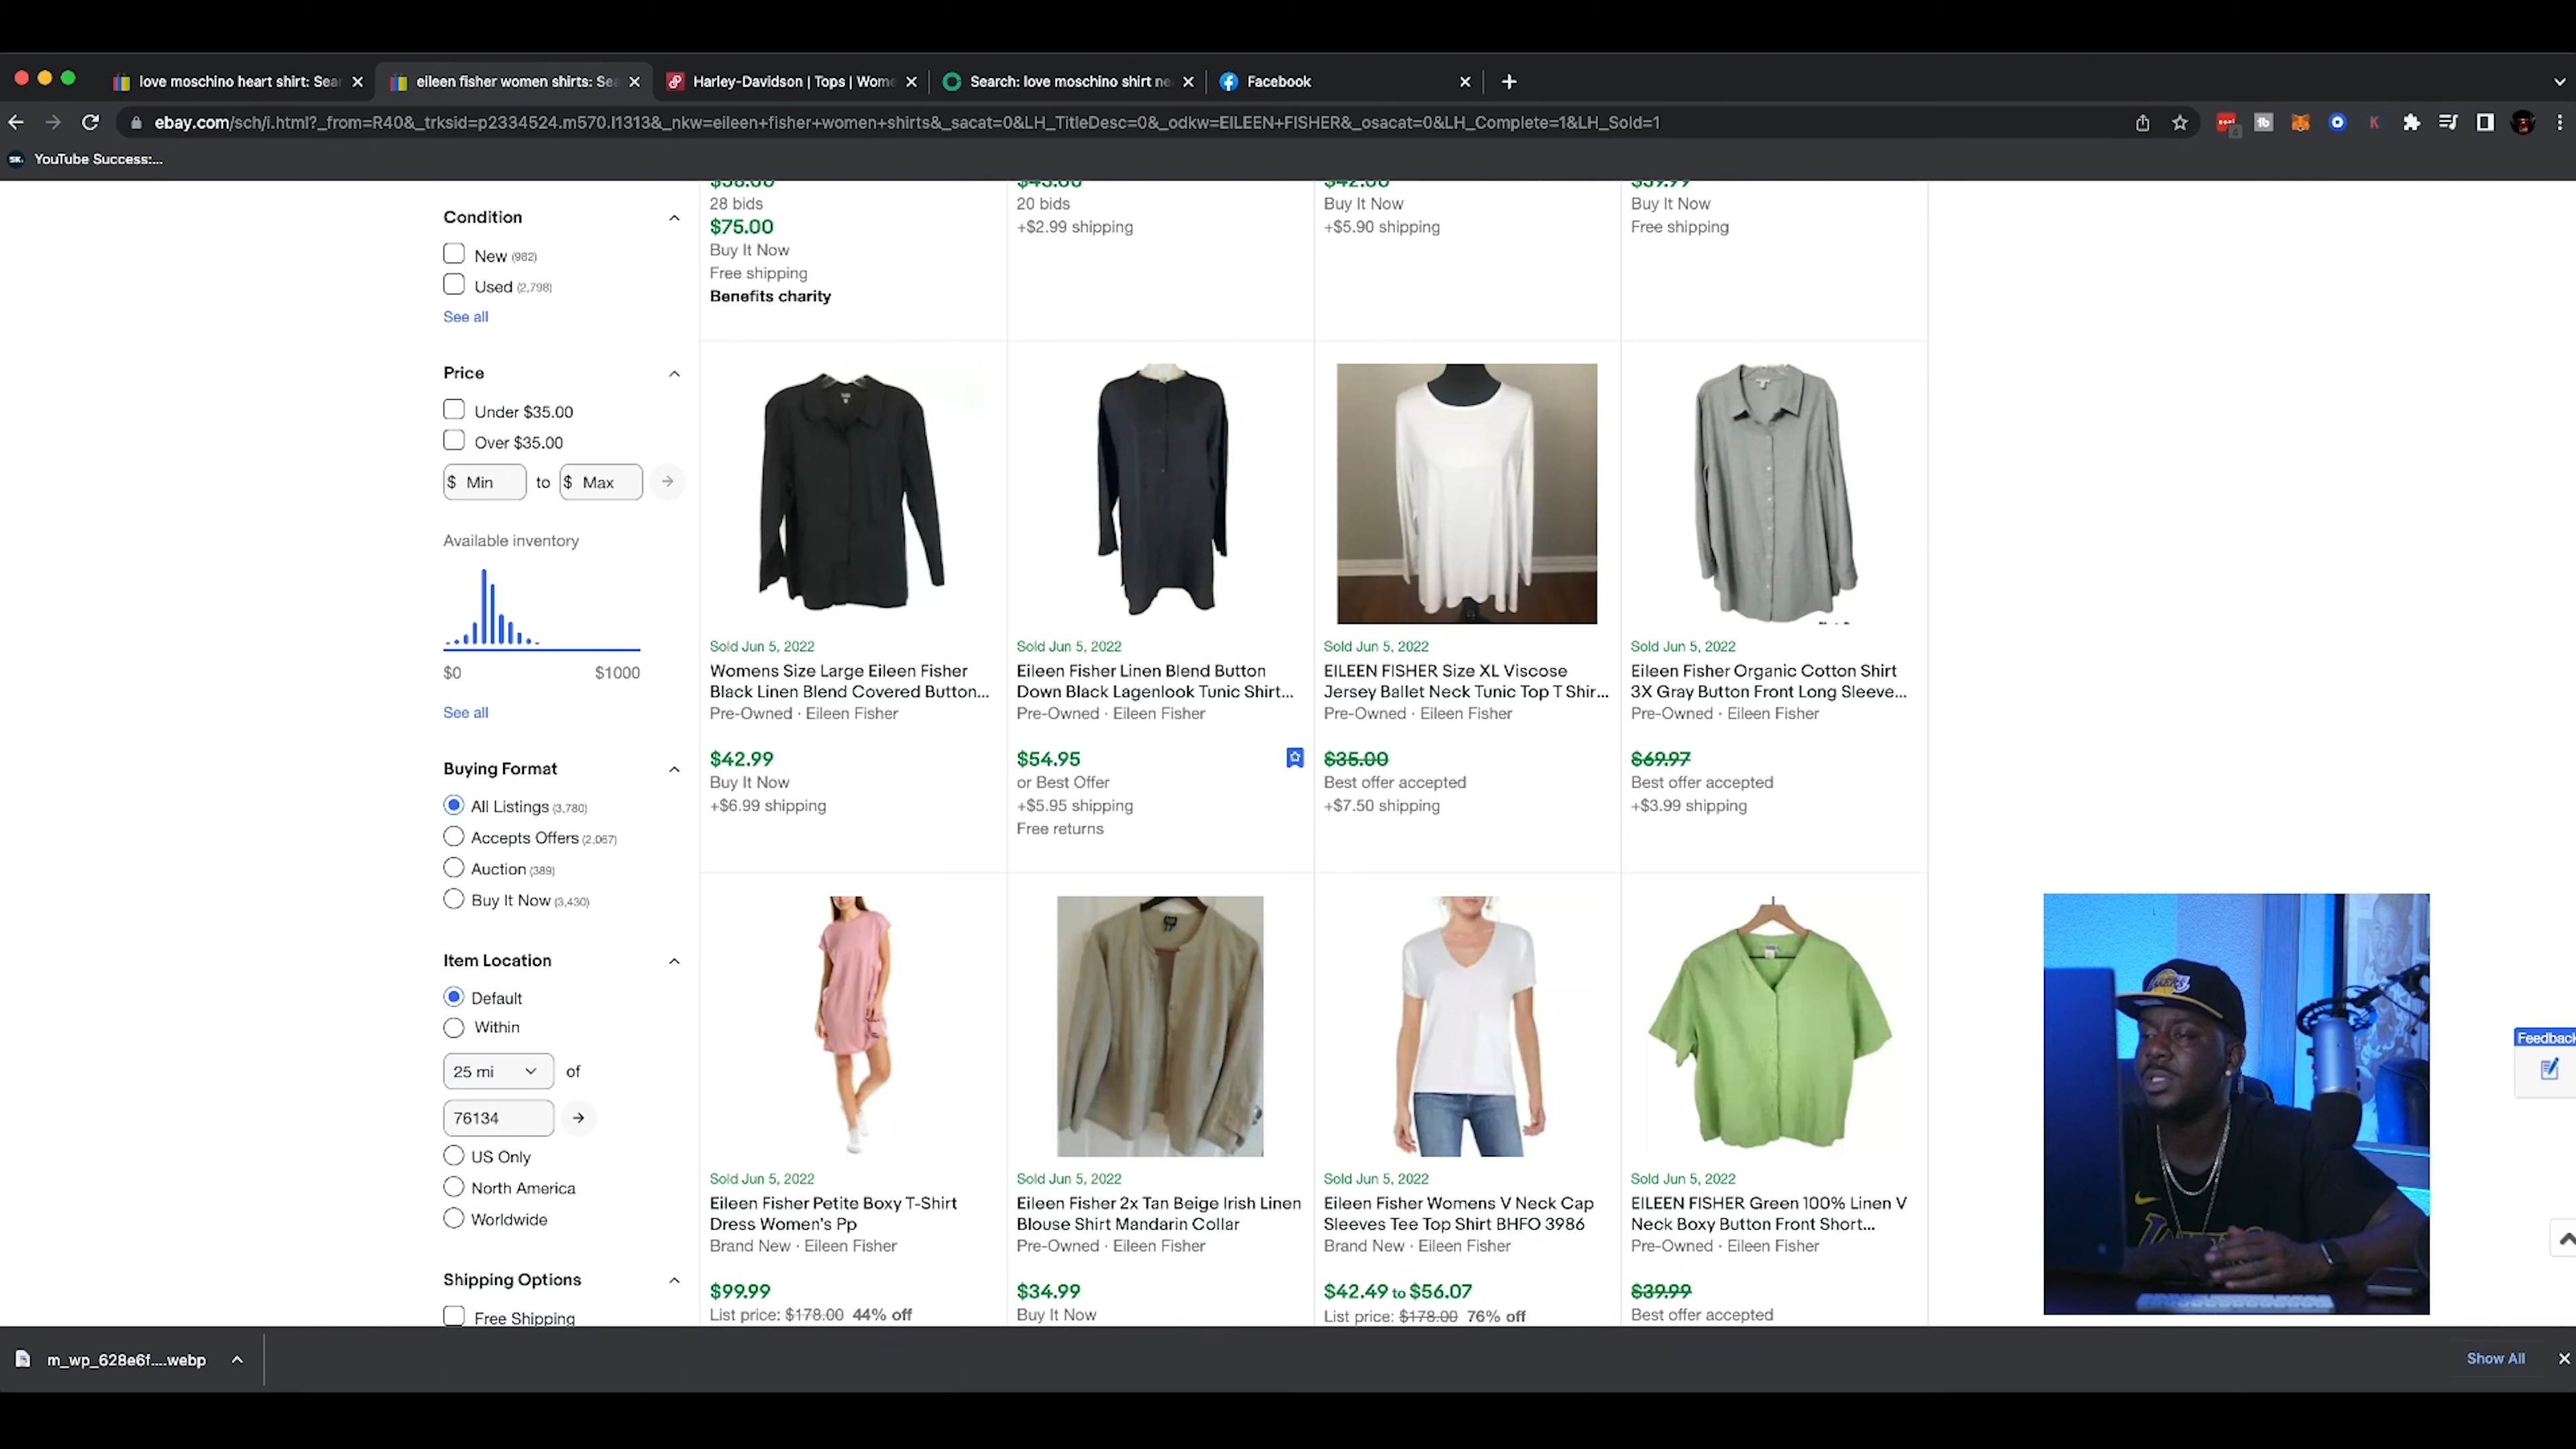 love moschino heart shirt: Sear
eileen fisher women shirts: Sea
Harley-Davidson | Tops | Wome
Search: love moschino shirt ne
Facebook
ebay.com/sch/i.html?_from=R40&_trksid=p2334524.m570.l1313&_nkw=eileen+fisher+women+shirts&_sacat=0&LH_TitleDesc=0&_odkw=EILEEN+FISHER&_osacat=0&LH_Complete=1&LH_Sold=1
SK.
YouTube Success:...
Condition
New (982)
Used (2,798)
See all
Price
Under $35.00
Over $35.00
$ Min to $ Max
Available inventory
$0 $1000
See all
Buying Format
All Listings (3,780)
Accepts Offers (2,067)
Auction (389)
Buy It Now (3,430)
Item Location
Default
Within
25 mi of
76134
US Only
North America
Worldwide
Shipping Options
Free Shipping
$58.00
28 bids
$75.00
Buy It Now
Free shipping
Benefits charity
$43.00
20 bids
+$2.99 shipping
$42.00
Buy It Now
+$5.90 shipping
$39.99
Buy It Now
Free shipping
Sold Jun 5, 2022
Womens Size Large Eileen Fisher
Black Linen Blend Covered Button...
Pre-Owned · Eileen Fisher
$42.99
Buy It Now
+$6.99 shipping
Sold Jun 5, 2022
Eileen Fisher Linen Blend Button
Down Black Lagenlook Tunic Shirt...
Pre-Owned · Eileen Fisher
$54.95
or Best Offer
+$5.95 shipping
Free returns
Sold Jun 5, 2022
EILEEN FISHER Size XL Viscose
Jersey Ballet Neck Tunic Top T Shir...
Pre-Owned · Eileen Fisher
$35.00
Best offer accepted
+$7.50 shipping
Sold Jun 5, 2022
Eileen Fisher Organic Cotton Shirt
3X Gray Button Front Long Sleeve...
Pre-Owned · Eileen Fisher
$69.97
Best offer accepted
+$3.99 shipping
Sold Jun 5, 2022
Eileen Fisher Petite Boxy T-Shirt
Dress Women's Pp
Brand New · Eileen Fisher
$99.99
List price: $178.00 44% off
Sold Jun 5, 2022
Eileen Fisher 2x Tan Beige Irish Linen
Blouse Shirt Mandarin Collar
Pre-Owned · Eileen Fisher
$34.99
Buy It Now
Sold Jun 5, 2022
Eileen Fisher Womens V Neck Cap
Sleeves Tee Top Shirt BHFO 3986
Brand New · Eileen Fisher
$42.49 to $56.07
List price: $178.00 76% off
Sold Jun 5, 2022
EILEEN FISHER Green 100% Linen V
Neck Boxy Button Front Short...
Pre-Owned · Eileen Fisher
$39.99
Best offer accepted
Feedback
m_wp_628e6f....webp
Show All